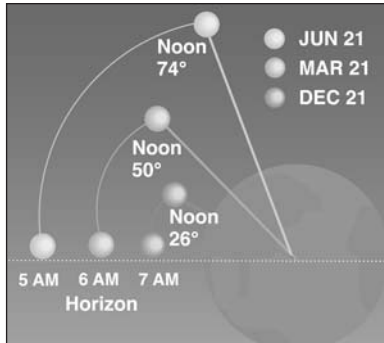 JUN 21
MAR 21
DEC 21
Noon
74°
Noon
50°
Noon
26°
5 AM
6 AM
7 AM
Horizon